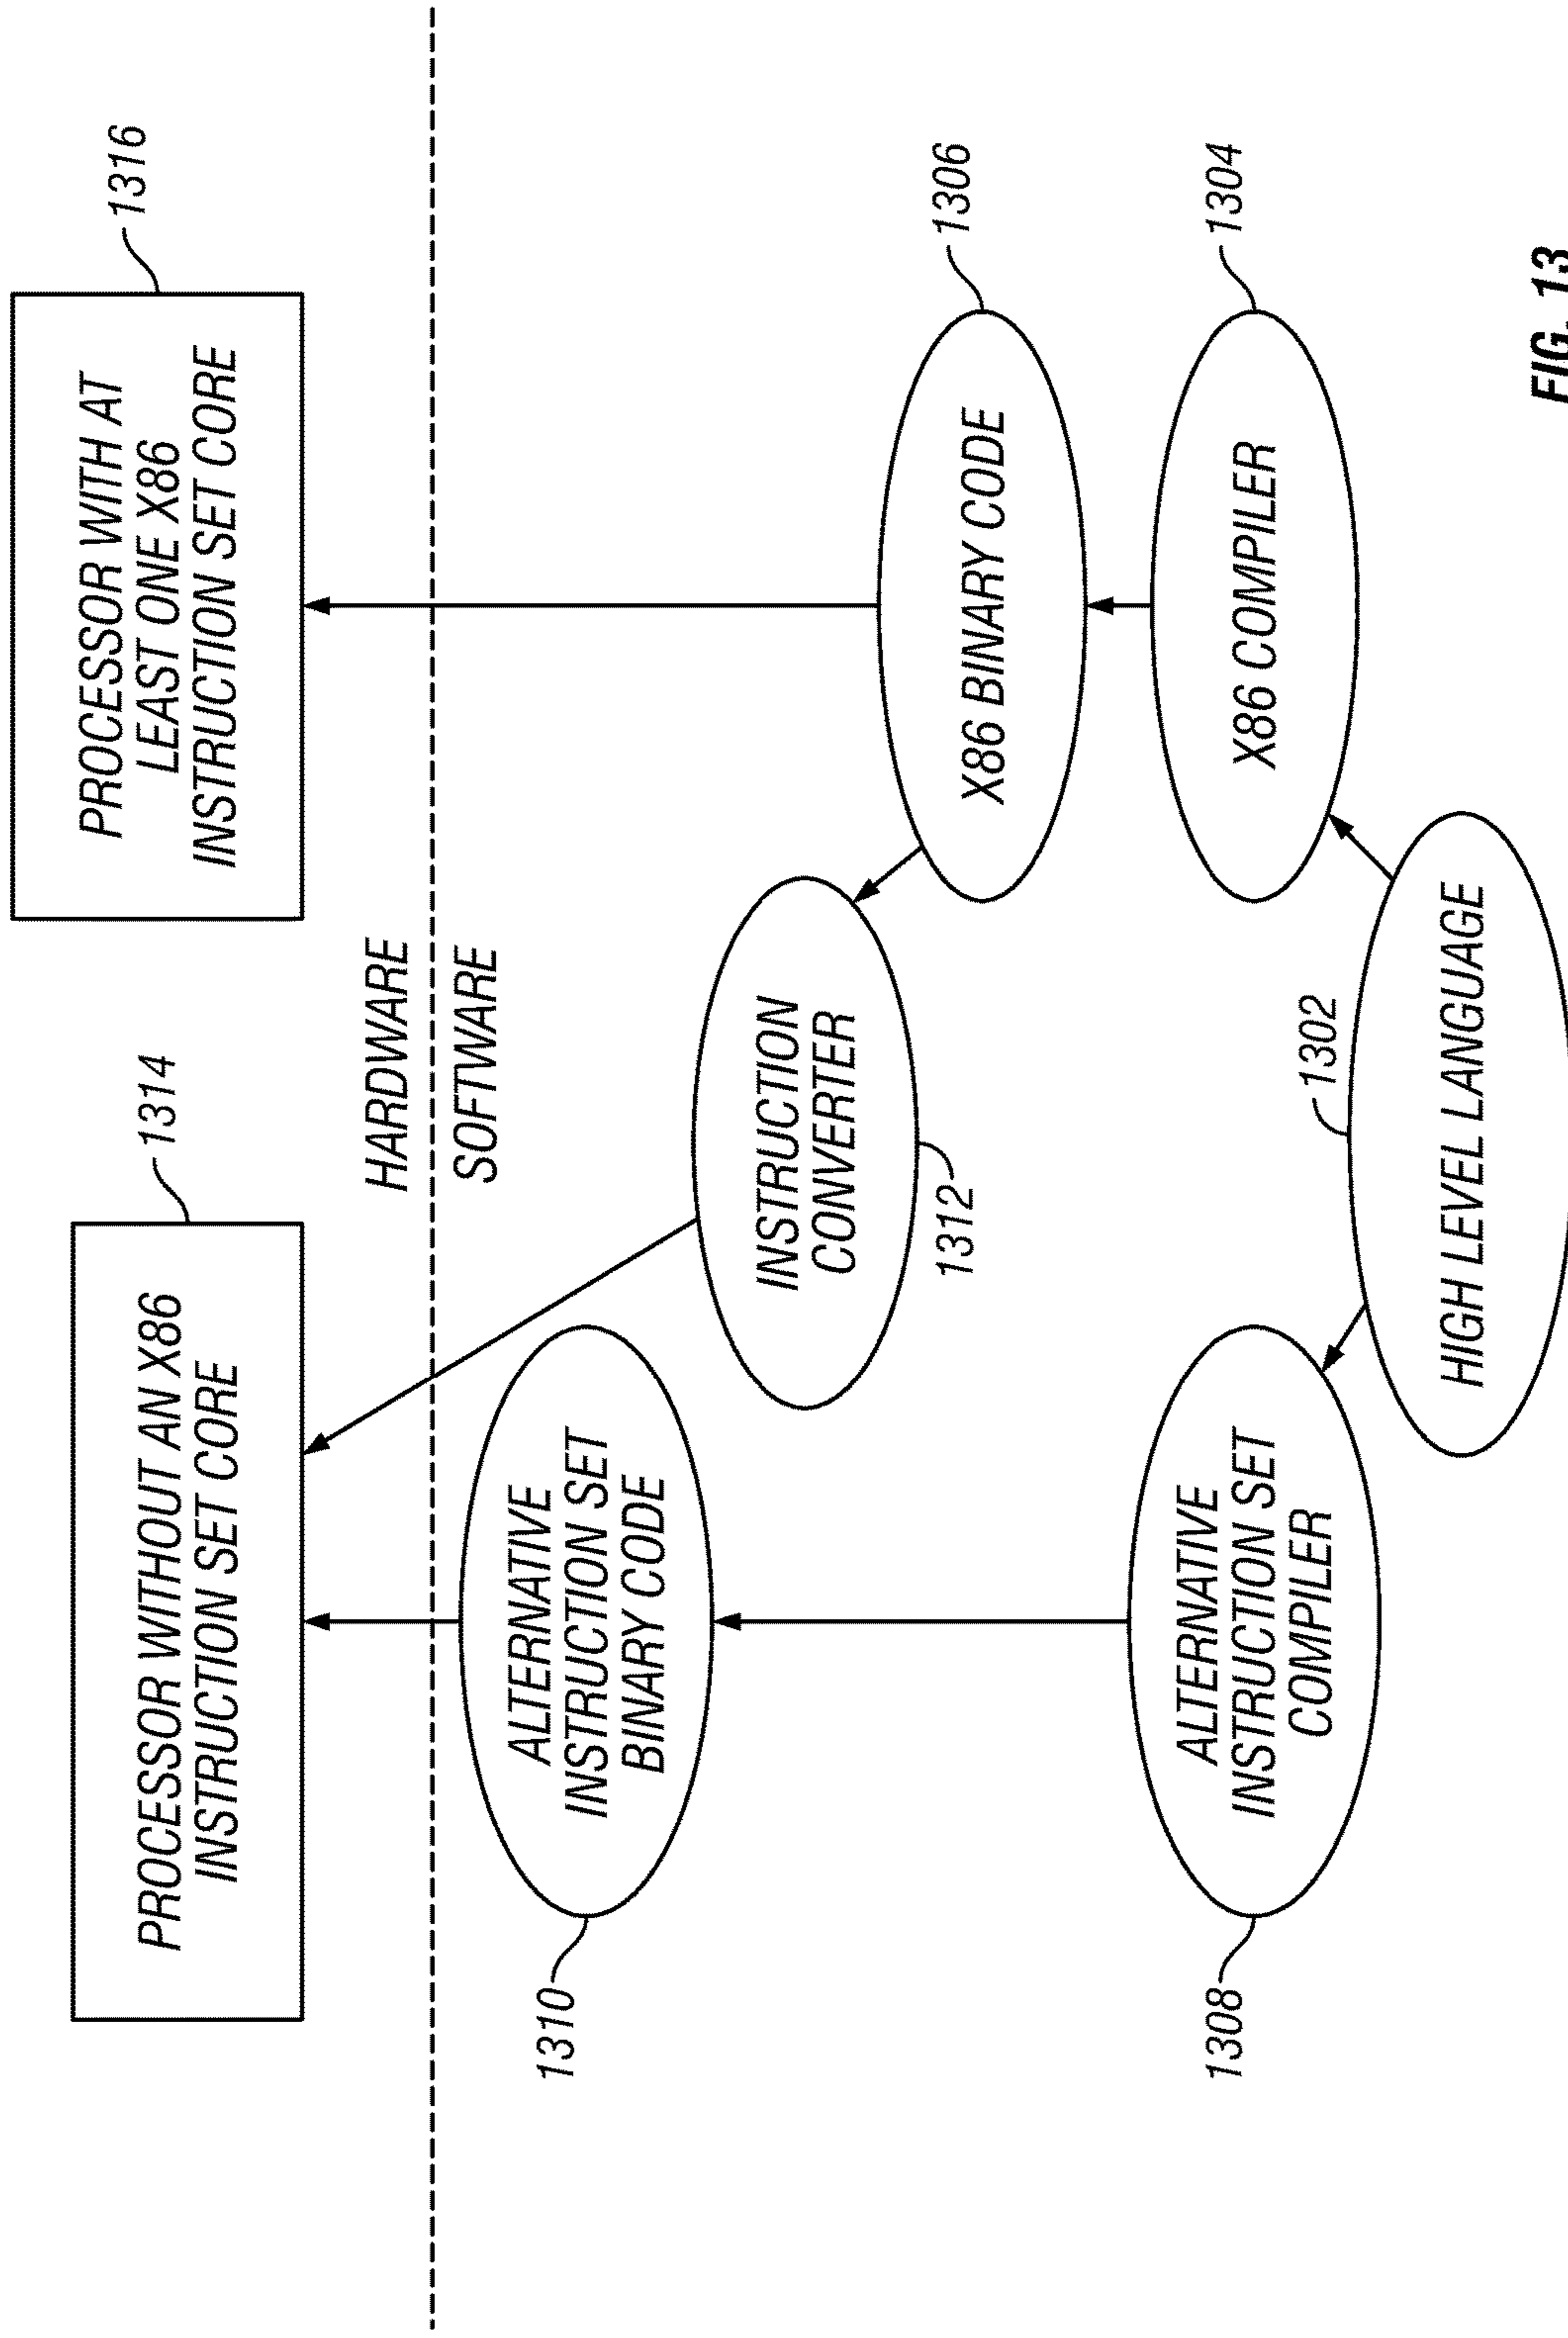 PROCESSOR WITHOUT AN X86
INSTRUCTION SET CORE
1314
PROCESSOR WITH AT
LEAST ONE X86
INSTRUCTION SET CORE
1316
HARDWARE
SOFTWARE
1310
ALTERNATIVE
INSTRUCTION SET
BINARY CODE
INSTRUCTION
CONVERTER
1312
X86 BINARY CODE
1306
1308
ALTERNATIVE
INSTRUCTION SET
COMPILER
X86 COMPILER
1304
1302
HIGH LEVEL LANGUAGE
FIG. 13